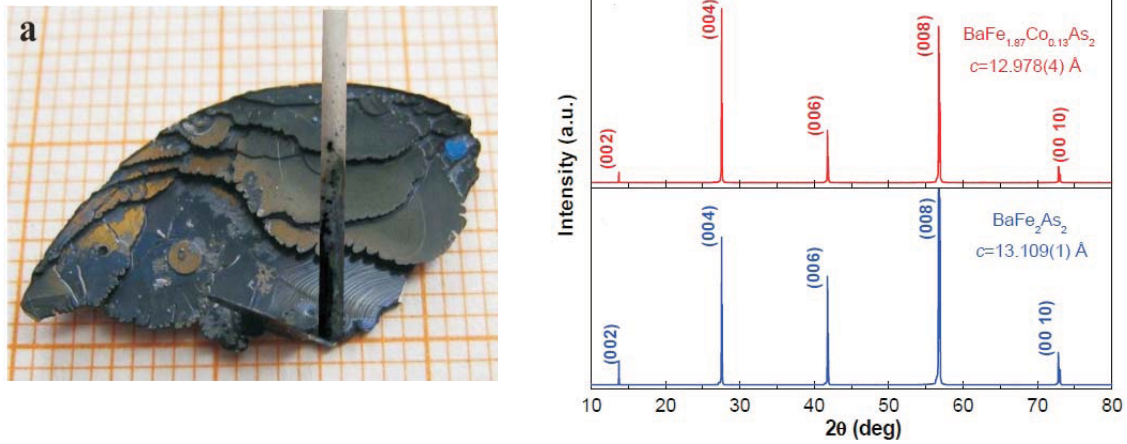 a
Intensity (a.u.)
(002)
(004)
(006)
(008)
(00 10)
BaFe₁.₈₇Co₀.₁₃As₂
c=12.978(4) Å
(002)
(004)
(006)
(008)
(00 10)
BaFe₂As₂
c=13.109(1) Å
10 20 30 40 50 60 70 80
2θ (deg)